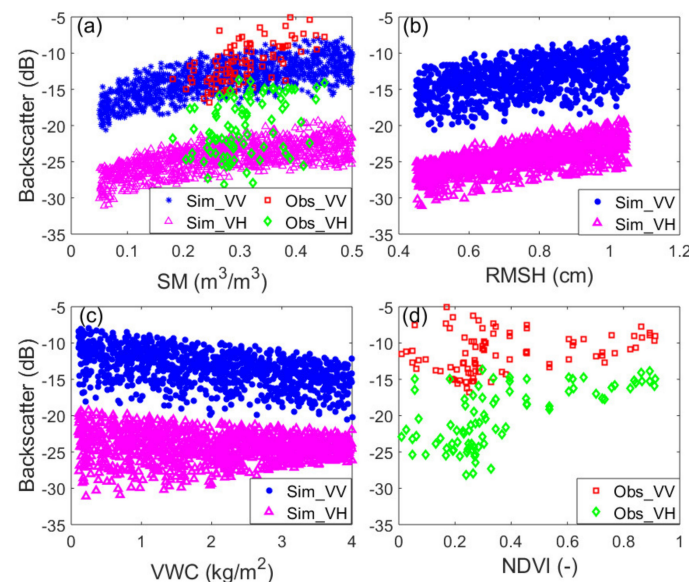 (a)
Backscatter (dB)
-5
-10
-15
-20
-25
-30
-35
0
0.1
0.2
0.3
0.4
0.5
SM (m³/m³)
Sim_VV
Obs_VV
Sim_VH
Obs_VH
(b)
-5
-10
-15
-20
-25
-30
-35
0.4
0.6
0.8
1
1.2
RMSH (cm)
Sim_VV
Sim_VH
(c)
Backscatter (dB)
-5
-10
-15
-20
-25
-30
-35
0
1
2
3
4
VWC (kg/m²)
Sim_VV
Sim_VH
(d)
-5
-10
-15
-20
-25
-30
-35
0
0.2
0.4
0.6
0.8
1
NDVI (-)
Obs_VV
Obs_VH